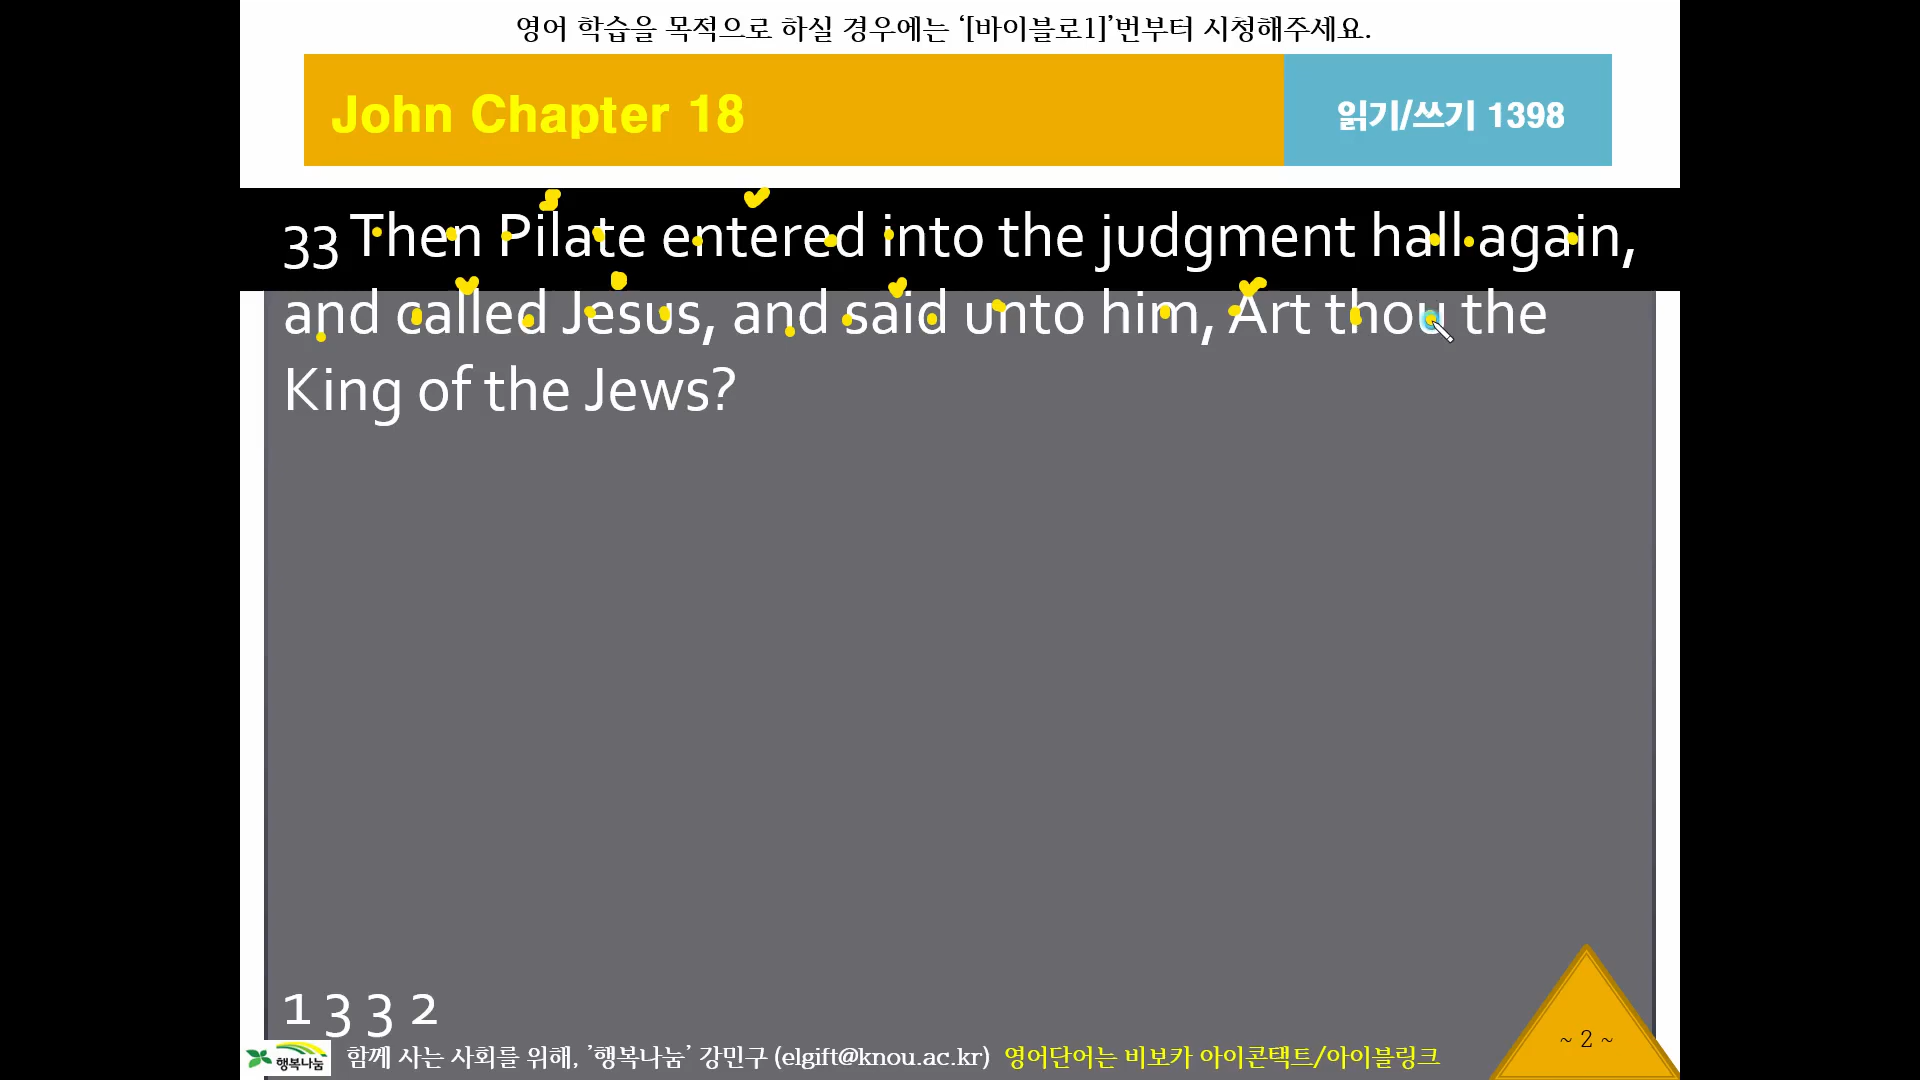 영어 학습을 목적으로 하실 경우에는 ‘[바이블로1]’번부터 시청해주세요.
John Chapter 18
읽기/쓰기 1398
33 Then Pilate entered into the judgment hall again,
and called Jesus, and said unto him, Art thou the
King of the Jews?
1 3 3 2
~ 2 ~
행복나눔
함께 사는 사회를 위해, ’행복나눔’ 강민구 (elgift@knou.ac.kr) 영어단어는 비보카 아이콘택트/아이블링크